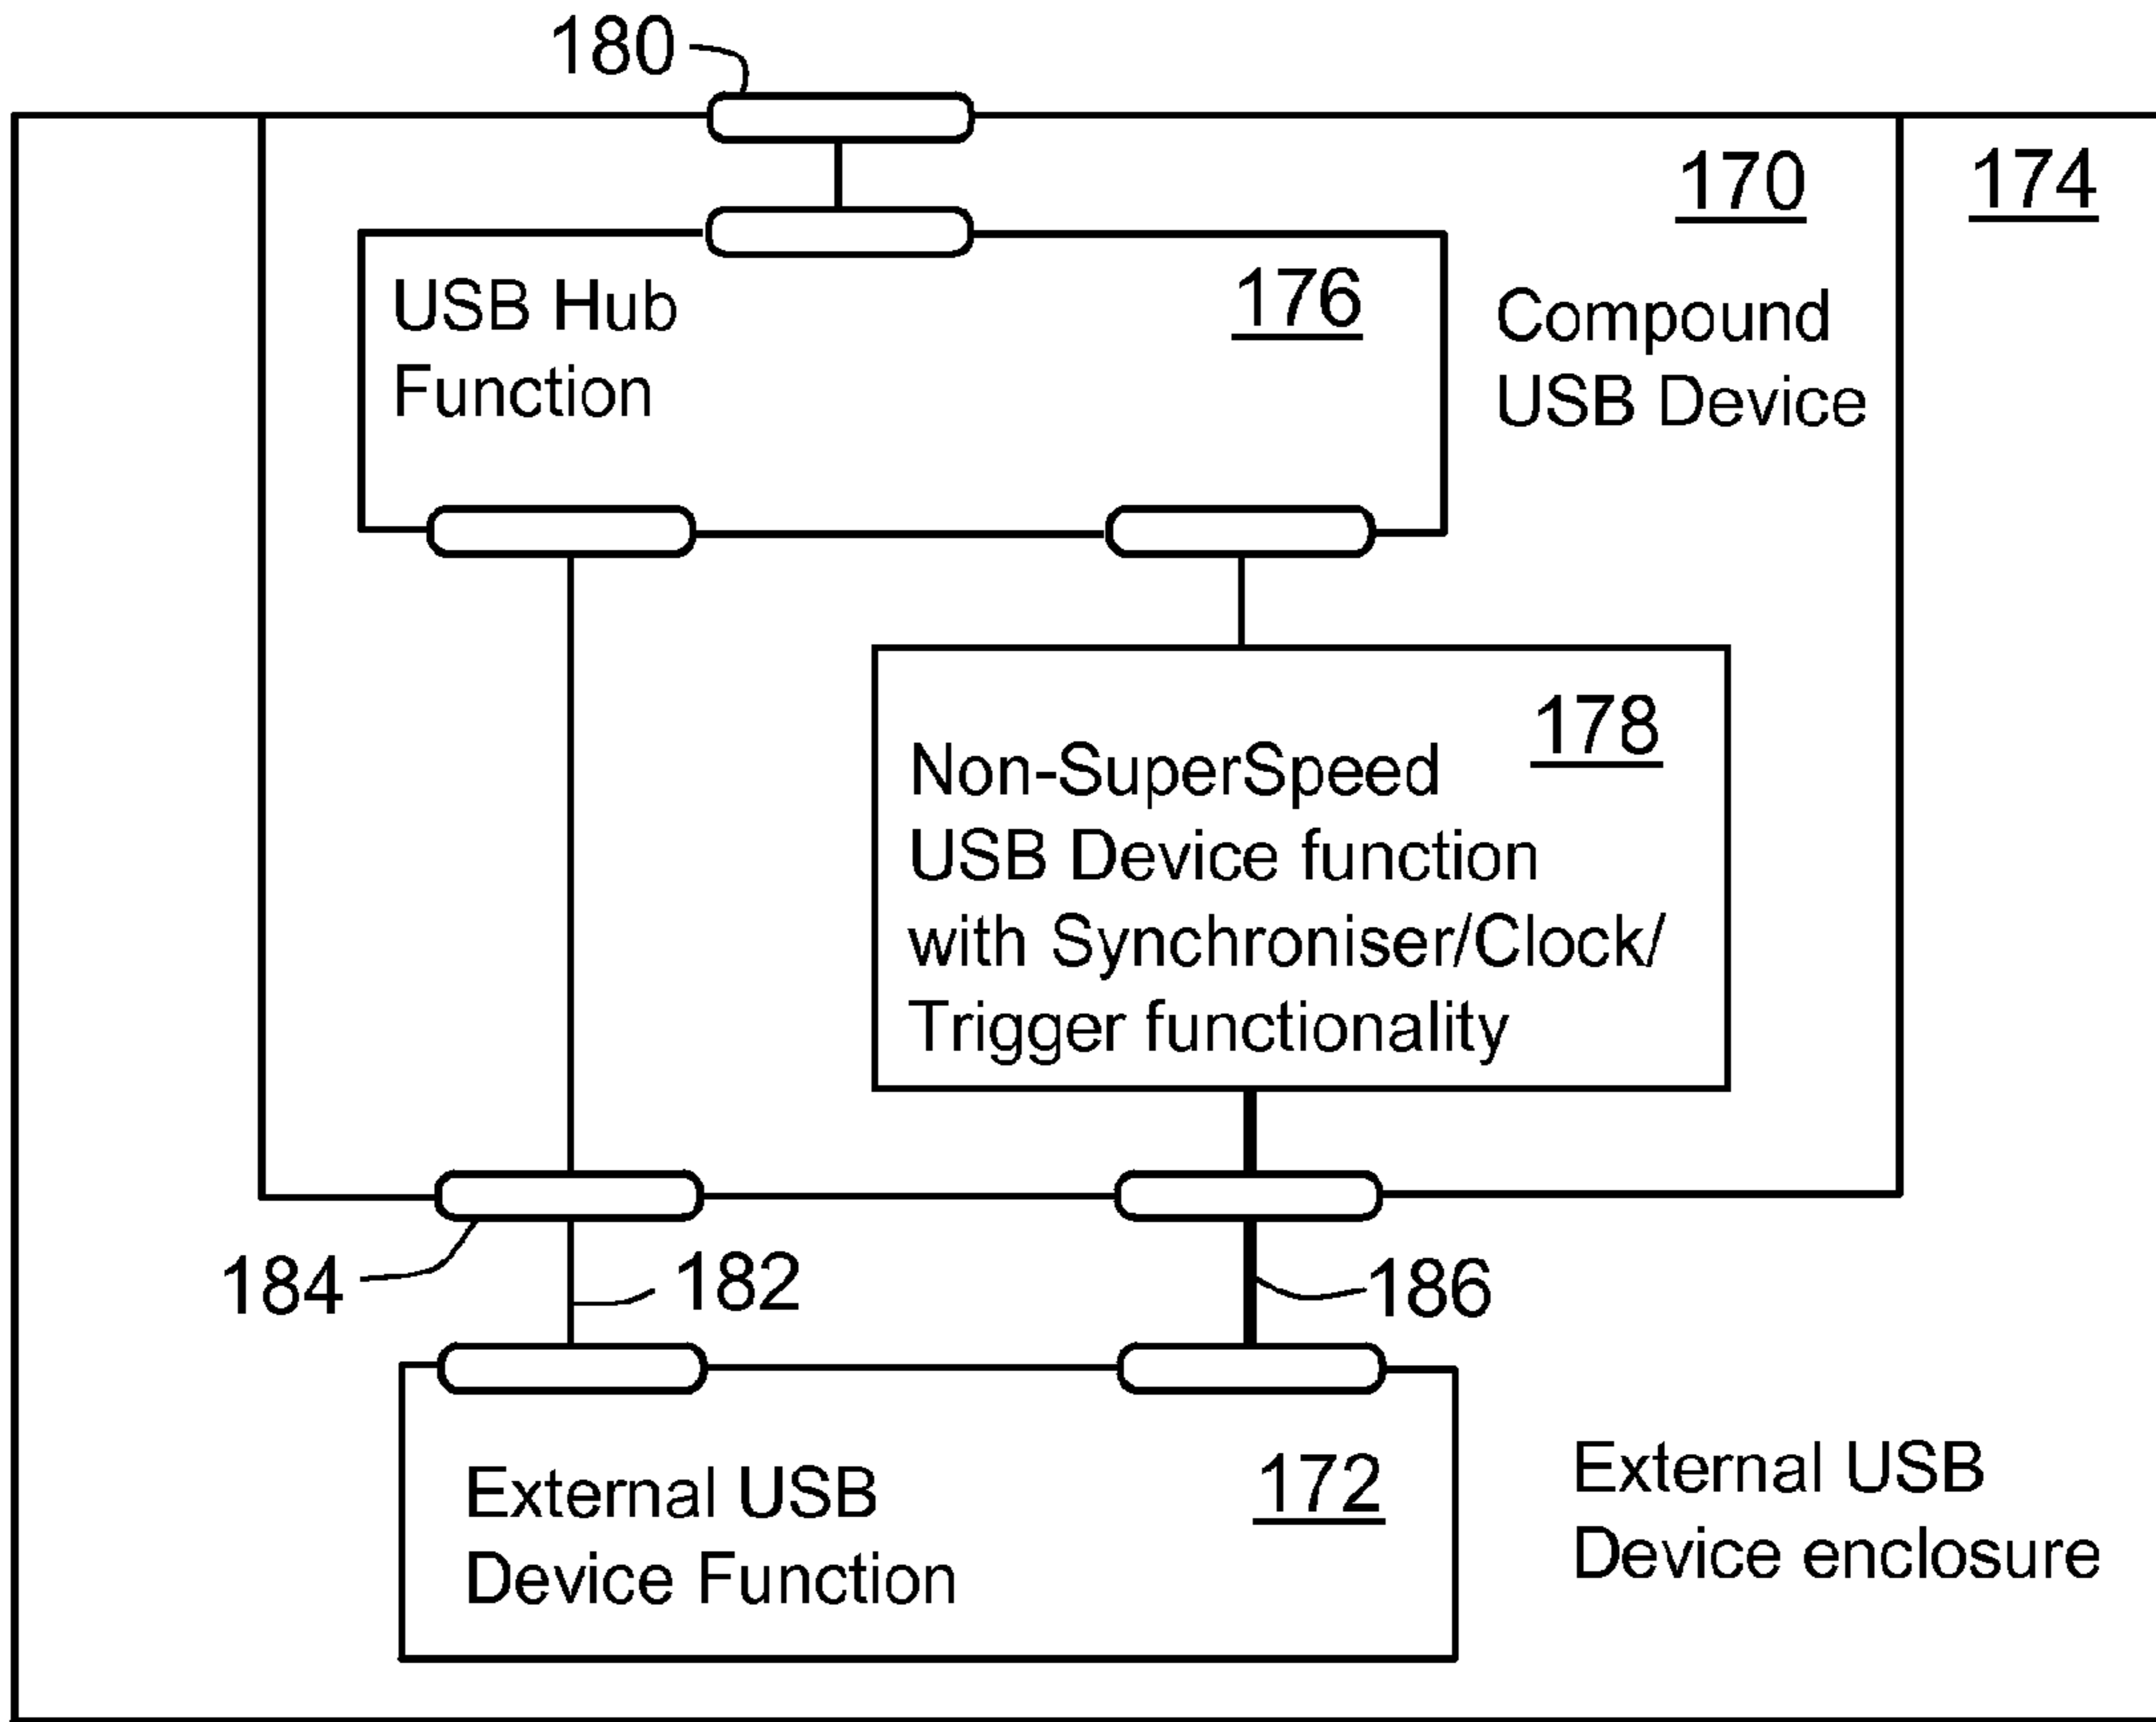 180
170
174
USB Hub
Function
176
Compound
USB Device
178
Non-SuperSpeed
USB Device function
with Synchroniser/Clock/
Trigger functionality
184
182
186
172
External USB
Device Function
External USB
Device enclosure